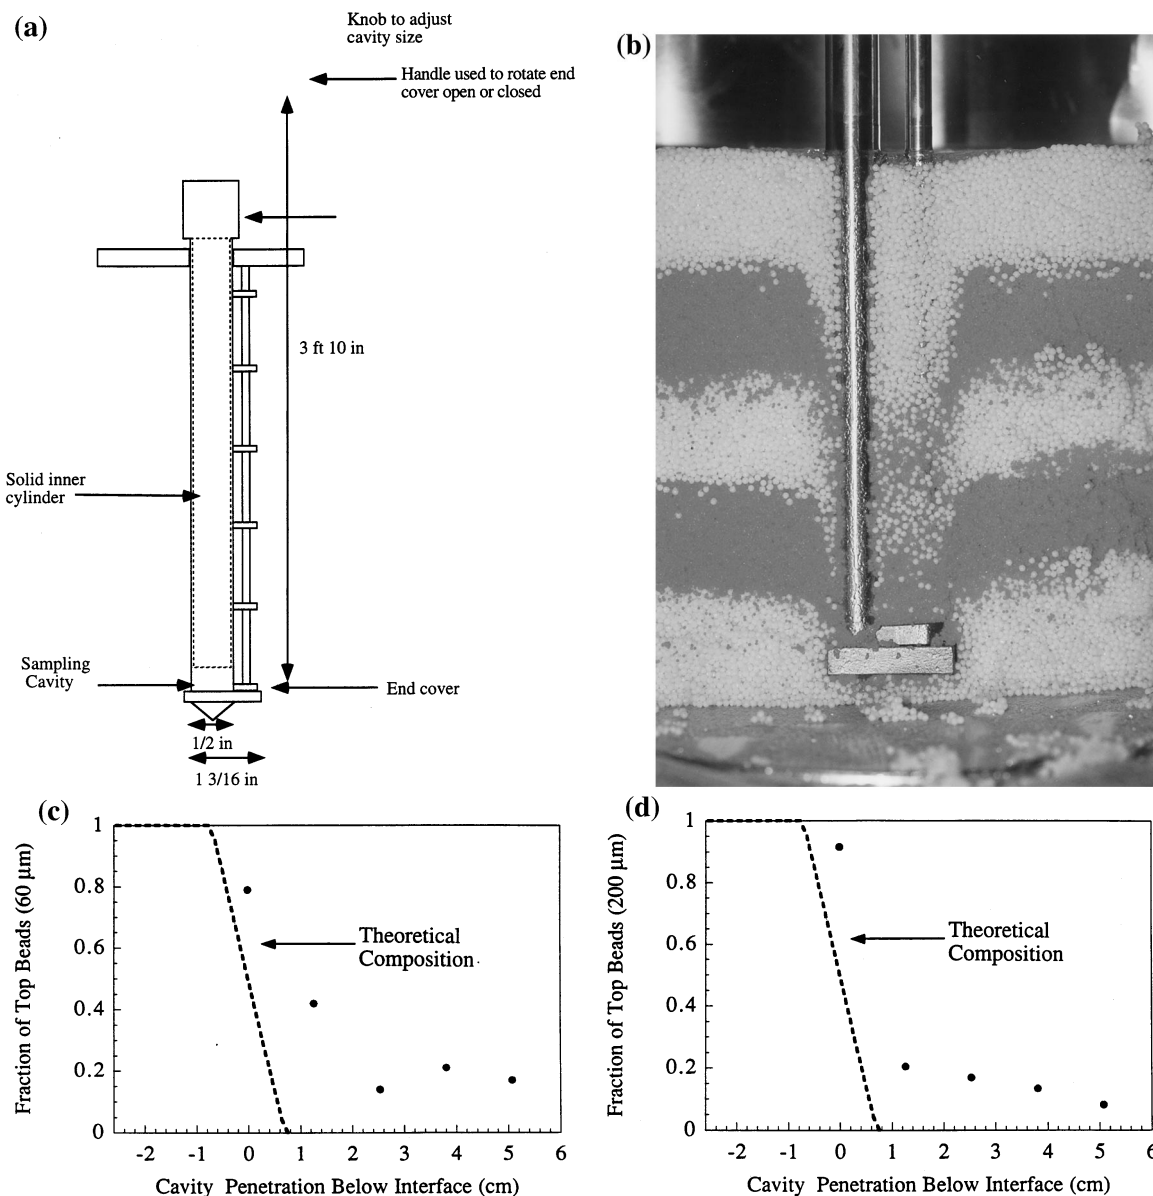 (a)
Knob to adjust
cavity size
Handle used to rotate end
cover open or closed
3 ft 10 in
Solid inner
cylinder
Sampling
Cavity
End cover
1/2 in
1 3/16 in
(b)
(c)
Fraction of Top Beads (60 µm)
1
0.8
0.6
0.4
0.2
0
Theoretical
Composition
-2 -1 0 1 2 3 4 5 6
Cavity Penetration Below Interface (cm)
(d)
Fraction of Top Beads (200 µm)
1
0.8
0.6
0.4
0.2
0
Theoretical
Composition
-2 -1 0 1 2 3 4 5 6
Cavity Penetration Below Interface (cm)